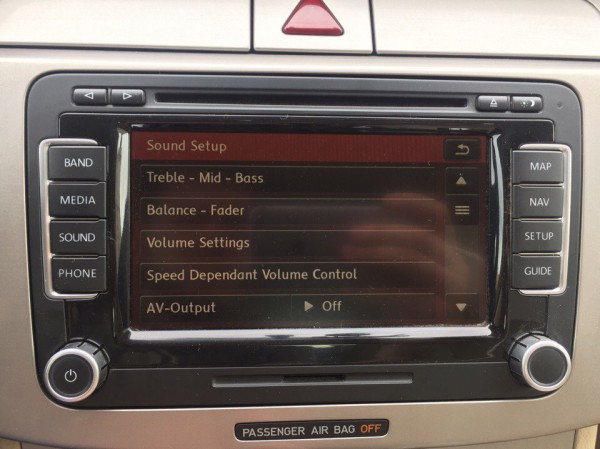 Sound Setup
Treble - Mid - Bass
Balance - Fader
Volume Settings
Speed Dependant Volume Control
AV-Output ▶ Off
BAND
MEDIA
SOUND
PHONE
MAP
NAV
SETUP
GUIDE
PASSENGER AIR BAG OFF